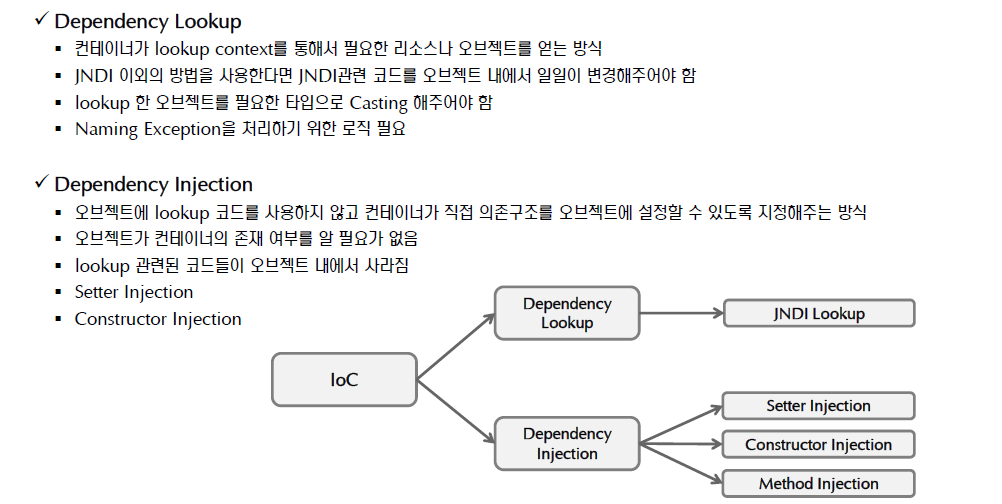 ✓ Dependency Lookup
▪ 컨테이너가 lookup context를 통해서 필요한 리소스나 오브젝트를 얻는 방식
▪ JNDI 이외의 방법을 사용한다면 JNDI관련 코드를 오브젝트 내에서 일일이 변경해주어야 함
▪ lookup 한 오브젝트를 필요한 타입으로 Casting 해주어야 함
▪ Naming Exception을 처리하기 위한 로직 필요
✓ Dependency Injection
▪ 오브젝트에 lookup 코드를 사용하지 않고 컨테이너가 직접 의존구조를 오브젝트에 설정할 수 있도록 지정해주는 방식
▪ 오브젝트가 컨테이너의 존재 여부를 알 필요가 없음
▪ lookup 관련된 코드들이 오브젝트 내에서 사라짐
▪ Setter Injection
▪ Constructor Injection
IoC
Dependency
Lookup
JNDI Lookup
Dependency
Injection
Setter Injection
Constructor Injection
Method Injection